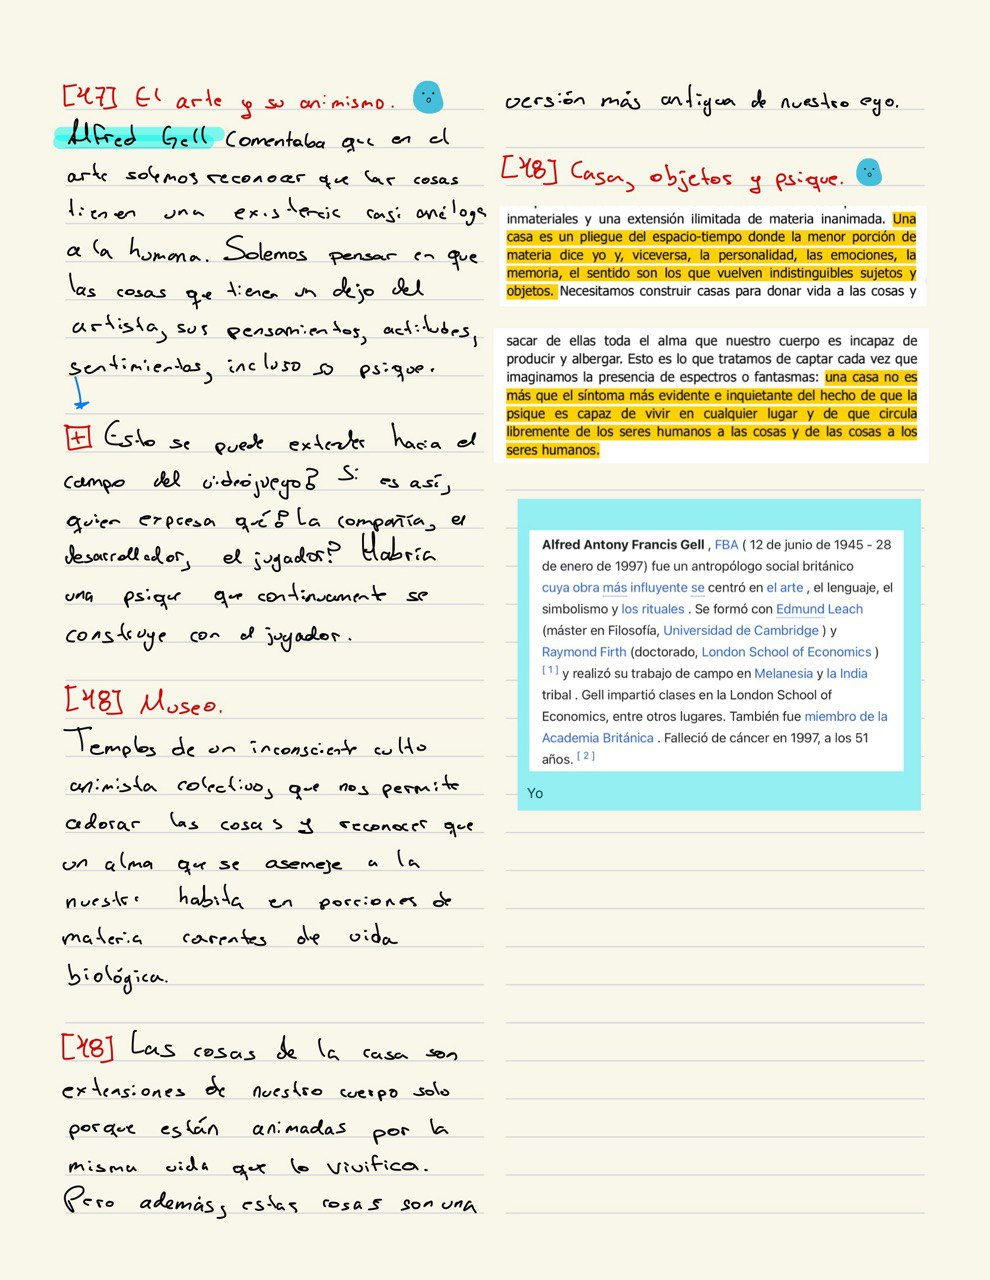 [47] El arte y su animismo.
Alfred Gell Comentaba que en el
arte solemos reconocer que las cosas
tienen una existencia casi análoga
a la humana. Solemos pensar en que
las cosas que tienen un dejo del
artista, sus pensamientos, actitudes,
sentimientos, incluso su psique.
+ Esto se puede extender hacia el
campo del videojuego? Si es así,
quien expresa qué? La compañía, el
desarrollador, el jugador? Habría
una psique que continuamente se
construye con el jugador.
[48] Museo.
Templos de un inconsciente culto
animista colectivo, que nos permite
adorar las cosas y reconocer que
un alma que se asemeje a la
nuestra habita en porciones de
materia carentes de vida
biológica.
[48] Las cosas de la casa son
extensiones de nuestro cuerpo solo
porque están animadas por la
misma vida que lo vivifica.
Pero además, estas cosas son una
versión más antigua de nuestro ego.
[48] Casa, objetos y psique.
inmateriales y una extensión ilimitada de materia inanimada. Una
casa es un pliegue del espacio-tiempo donde la menor porción de
materia dice yo y, viceversa, la personalidad, las emociones, la
memoria, el sentido son los que vuelven indistinguibles sujetos y
objetos. Necesitamos construir casas para donar vida a las cosas y
sacar de ellas toda el alma que nuestro cuerpo es incapaz de
producir y albergar. Esto es lo que tratamos de captar cada vez que
imaginamos la presencia de espectros o fantasmas: una casa no es
más que el síntoma más evidente e inquietante del hecho de que la
psique es capaz de vivir en cualquier lugar y de que circula
libremente de los seres humanos a las cosas y de las cosas a los
seres humanos.
Alfred Antony Francis Gell , FBA ( 12 de junio de 1945 - 28
de enero de 1997) fue un antropólogo social británico
cuya obra más influyente se centró en el arte , el lenguaje, el
simbolismo y los rituales . Se formó con Edmund Leach
(máster en Filosofía, Universidad de Cambridge ) y
Raymond Firth (doctorado, London School of Economics )
[ 1 ] y realizó su trabajo de campo en Melanesia y la India
tribal . Gell impartió clases en la London School of
Economics, entre otros lugares. También fue miembro de la
Academia Británica . Falleció de cáncer en 1997, a los 51
años. [ 2 ]
Yo